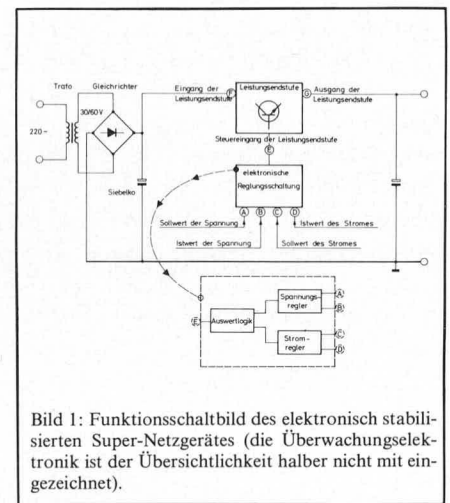 Trafo
Gleichrichter
30/60V
220~
Siebelko
Eingang der
Leistungsendstufe
F
Leistungsendstufe
G
Ausgang der
Leistungsendstufe
Steuereingang der Leistungsendstufe
E
elektronische
Reglungsschaltung
A B C D
Sollwert der Spannung
Istwert des Stromes
Istwert der Spannung
Sollwert des Stromes
E
Auswertlogik
Spannungs-
regler
A
B
Strom-
regler
C
D
Bild 1: Funktionsschaltbild des elektronisch stabili-
sierten Super-Netzgerätes (die Überwachungselek-
tronik ist der Übersichtlichkeit halber nicht mit ein-
gezeichnet).